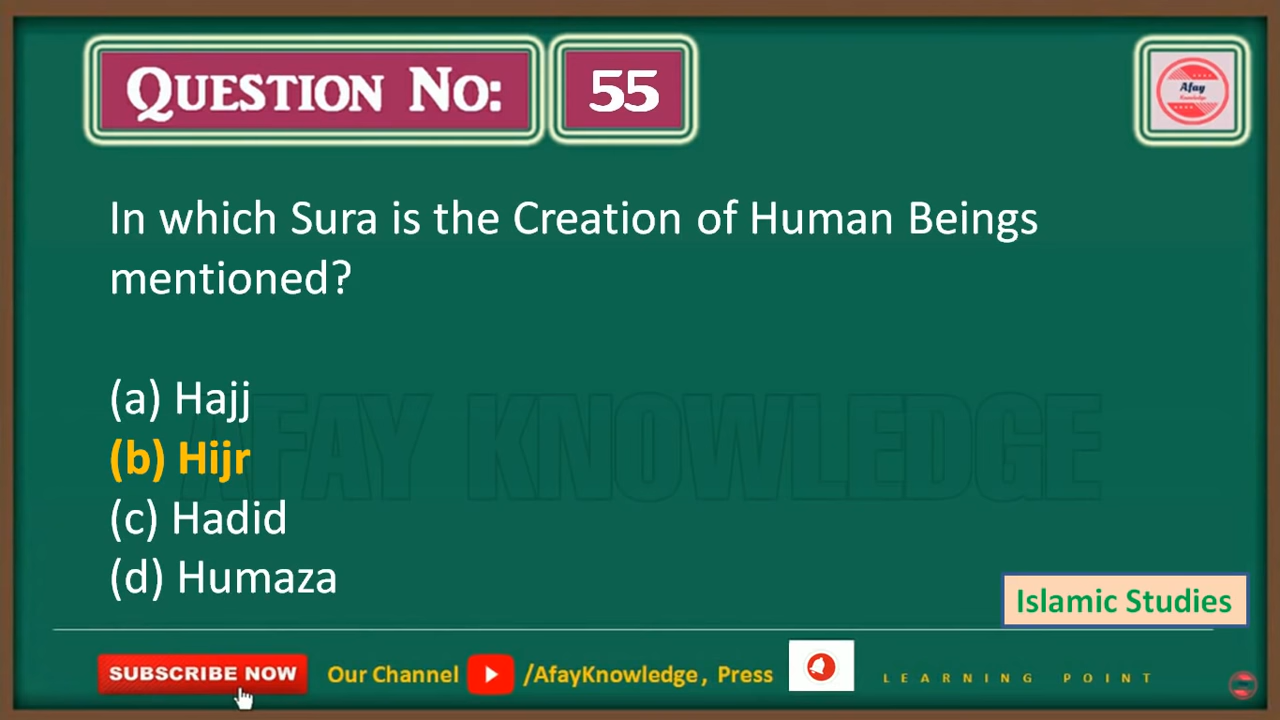 QUESTION NO: 55
Afay
Knowledge
In which Sura is the Creation of Human Beings
mentioned?
(a) Hajj
(b) Hijr
(c) Hadid
(d) Humaza
AFAY KNOWLEDGE
Islamic Studies
SUBSCRIBE NOW Our Channel /AfayKnowledge, Press LEARNING POINT